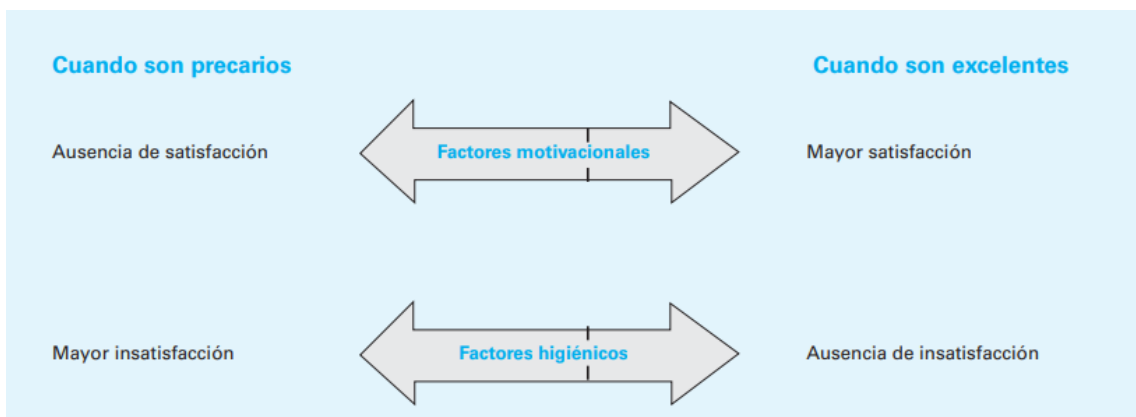 Cuando son precarios
Cuando son excelentes
Ausencia de satisfacción
Factores motivacionales
Mayor satisfacción
Mayor insatisfacción
Factores higiénicos
Ausencia de insatisfacción